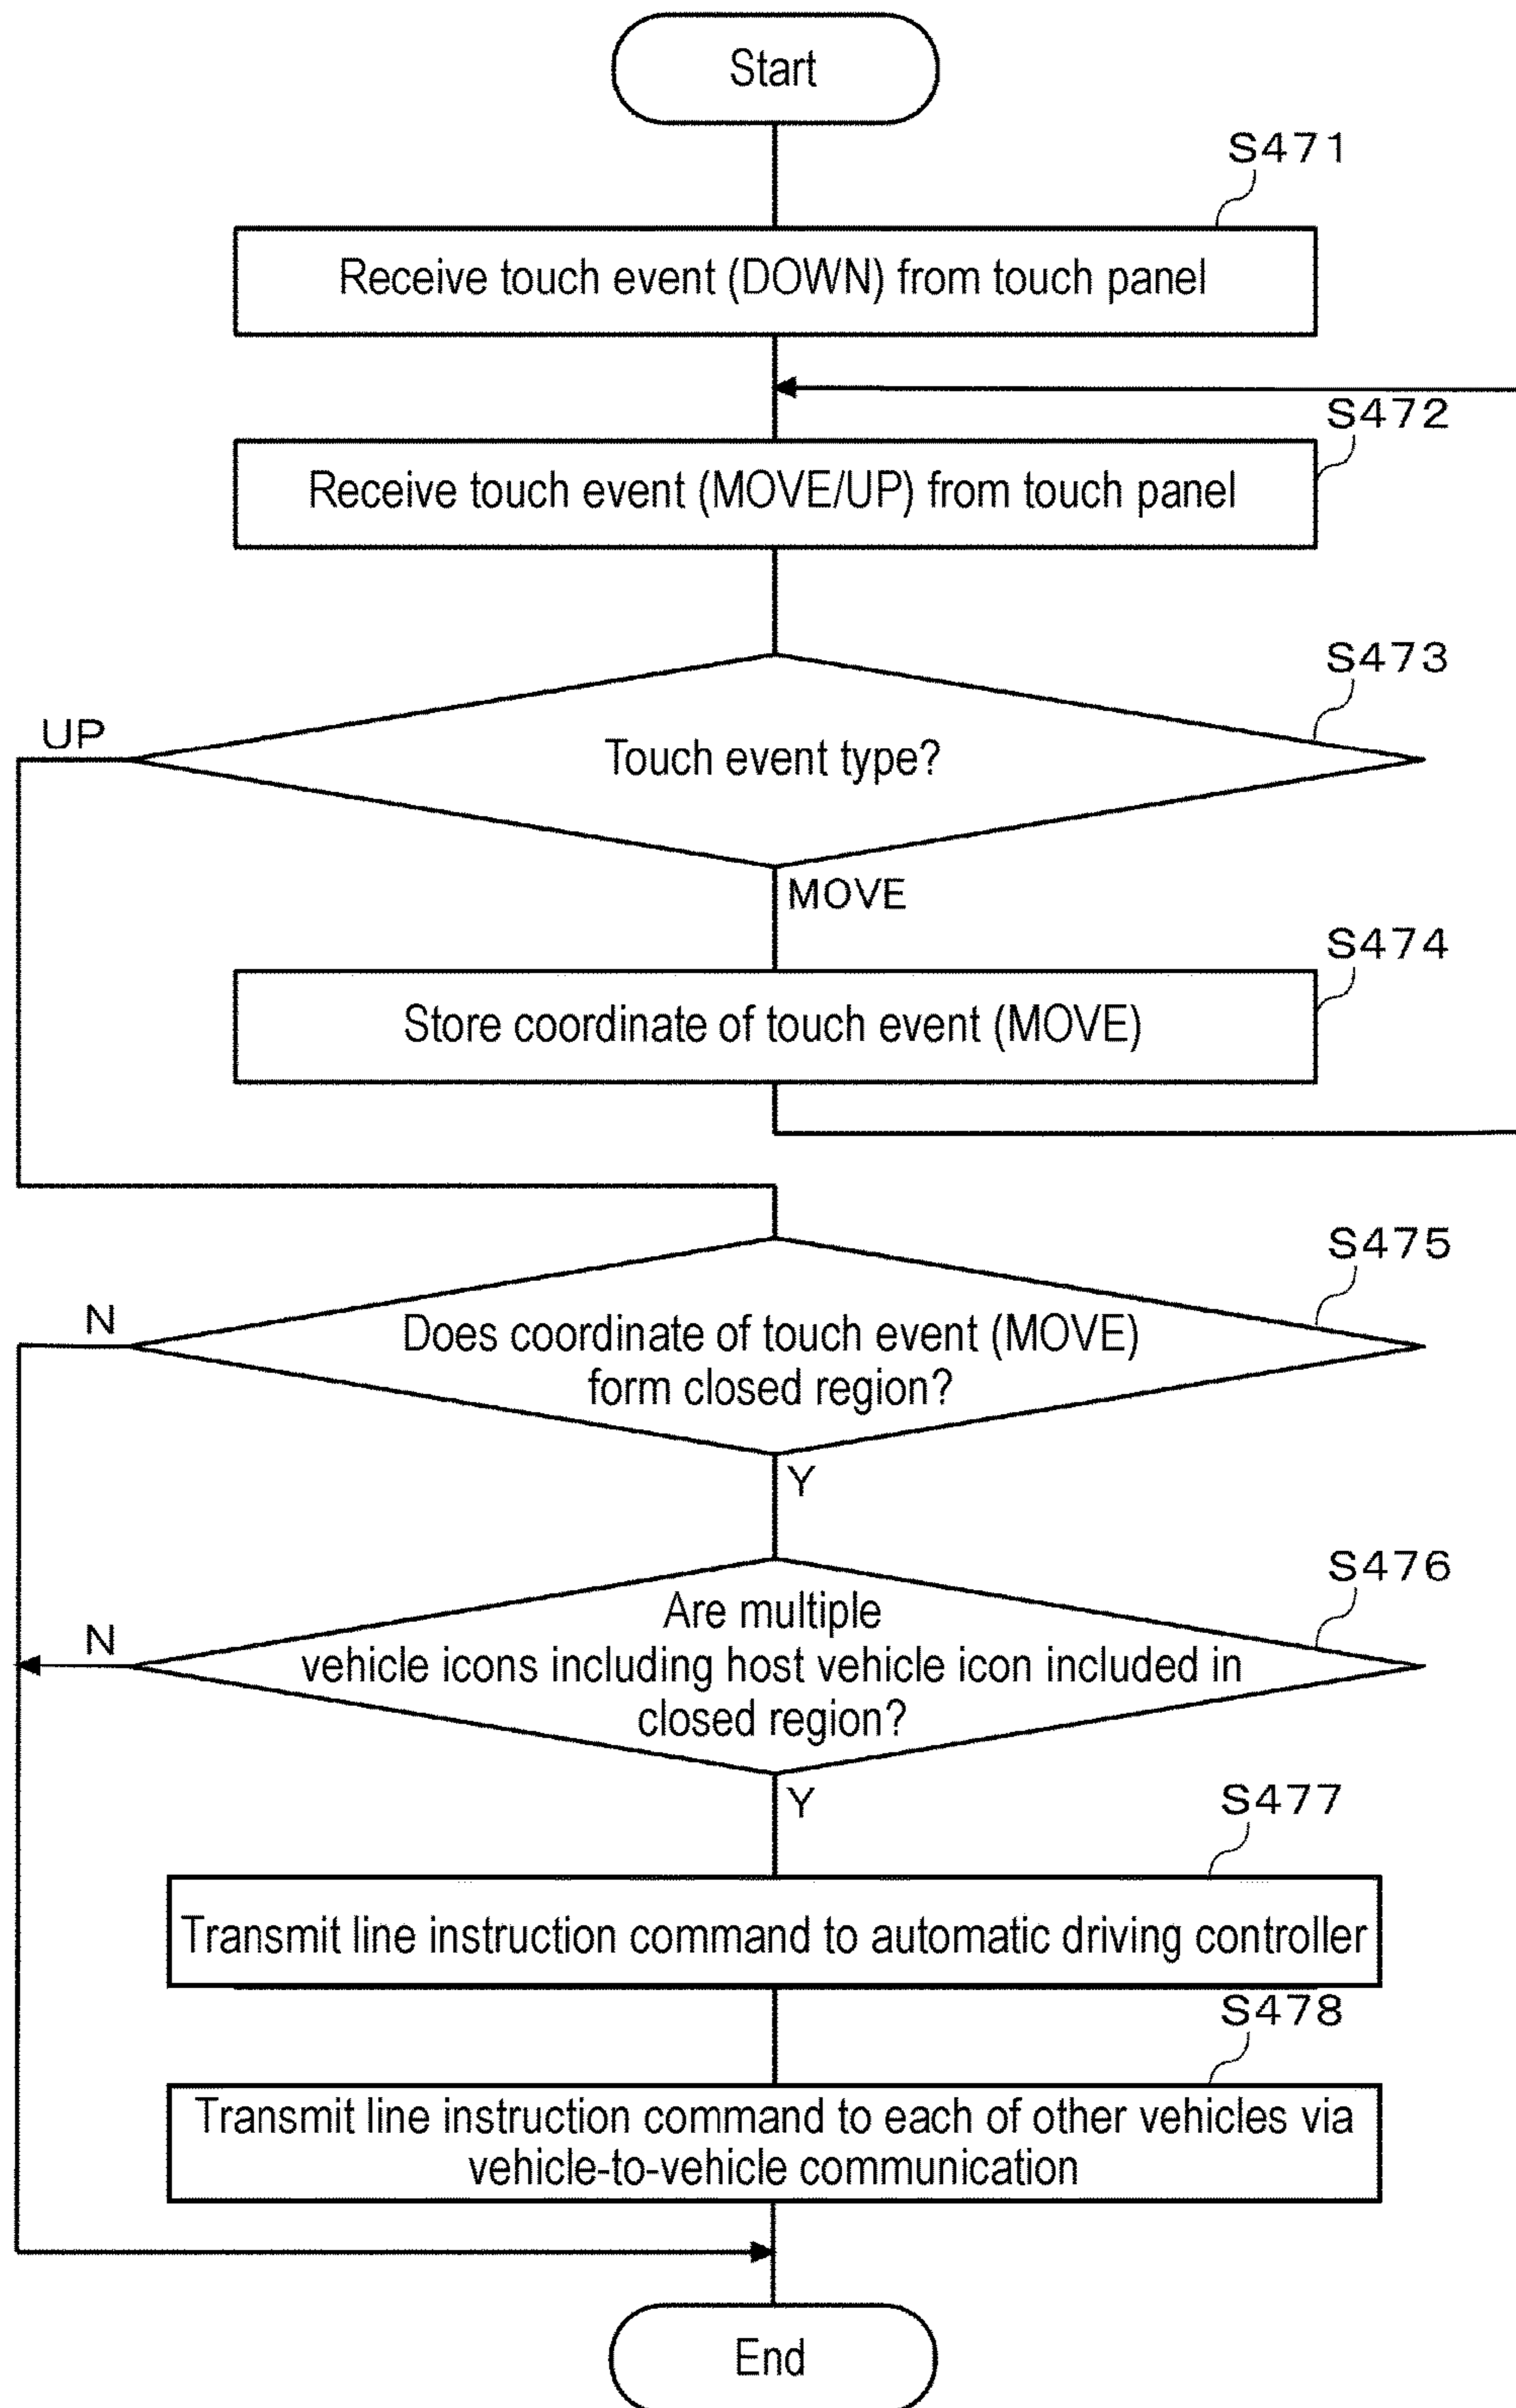 Start
S471
Receive touch event (DOWN) from touch panel
S472
Receive touch event (MOVE/UP) from touch panel
S473
UP
Touch event type?
MOVE
S474
Store coordinate of touch event (MOVE)
S475
N
Does coordinate of touch event (MOVE)
form closed region?
Y
S476
N
Are multiple
vehicle icons including host vehicle icon included in
closed region?
Y
S477
Transmit line instruction command to automatic driving controller
S478
Transmit line instruction command to each of other vehicles via
vehicle-to-vehicle communication
End